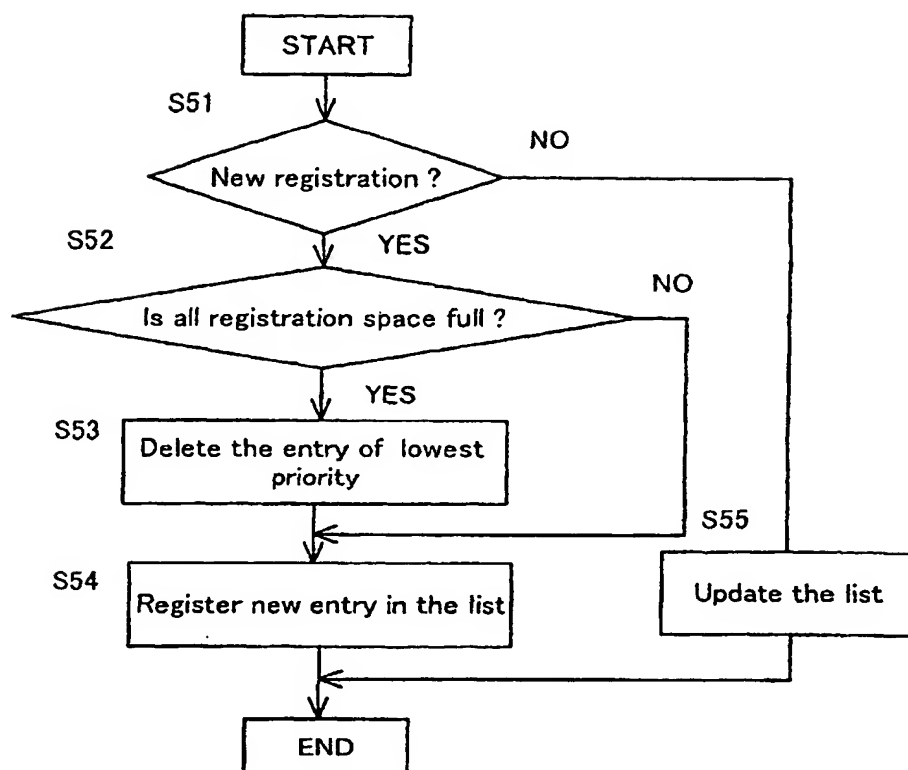 START
S51
NO
New registration ?
S52
YES
NO
Is all registration space full ?
YES
S53
Delete the entry of lowest
priority
S55
S54
Register new entry in the list
Update the list
END